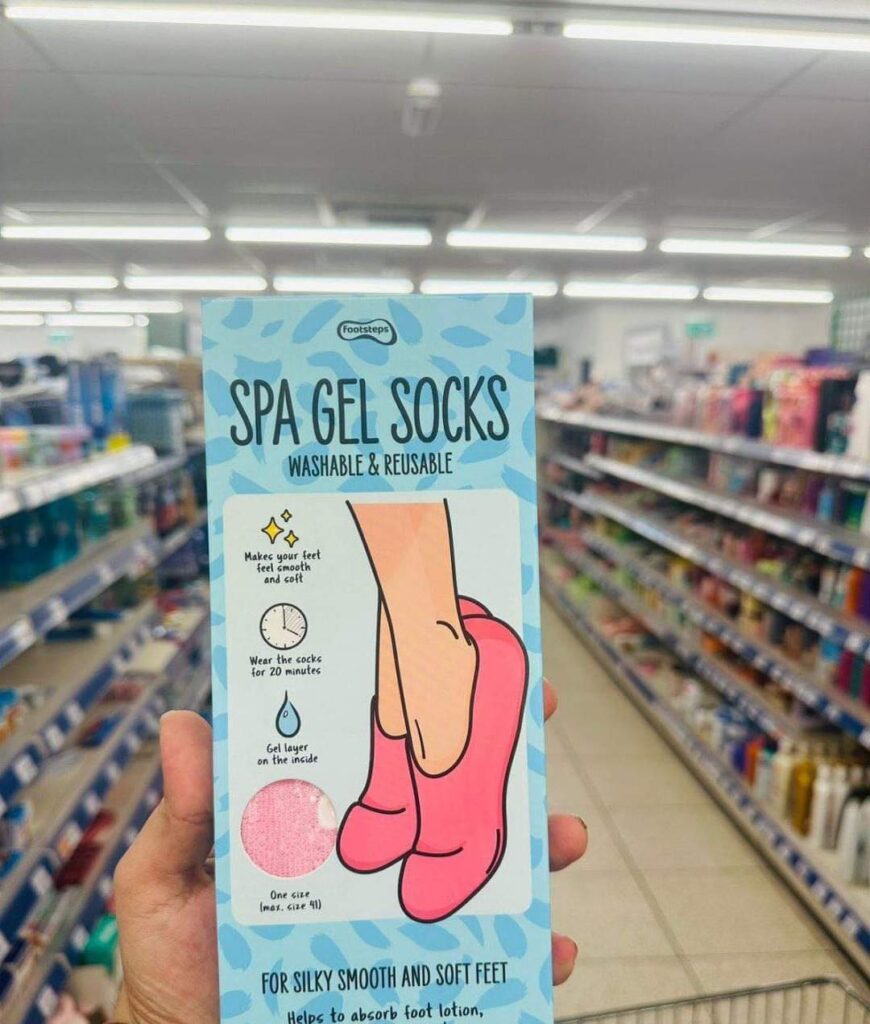 Footsteps
SPA GEL SOCKS
WASHABLE & REUSABLE
Makes your feet
feel smooth
and soft
Wear the socks
for 20 minutes
Gel layer
on the inside
One size
(max. size 41)
FOR SILKY SMOOTH AND SOFT FEET
Helps to absorb foot lotion,